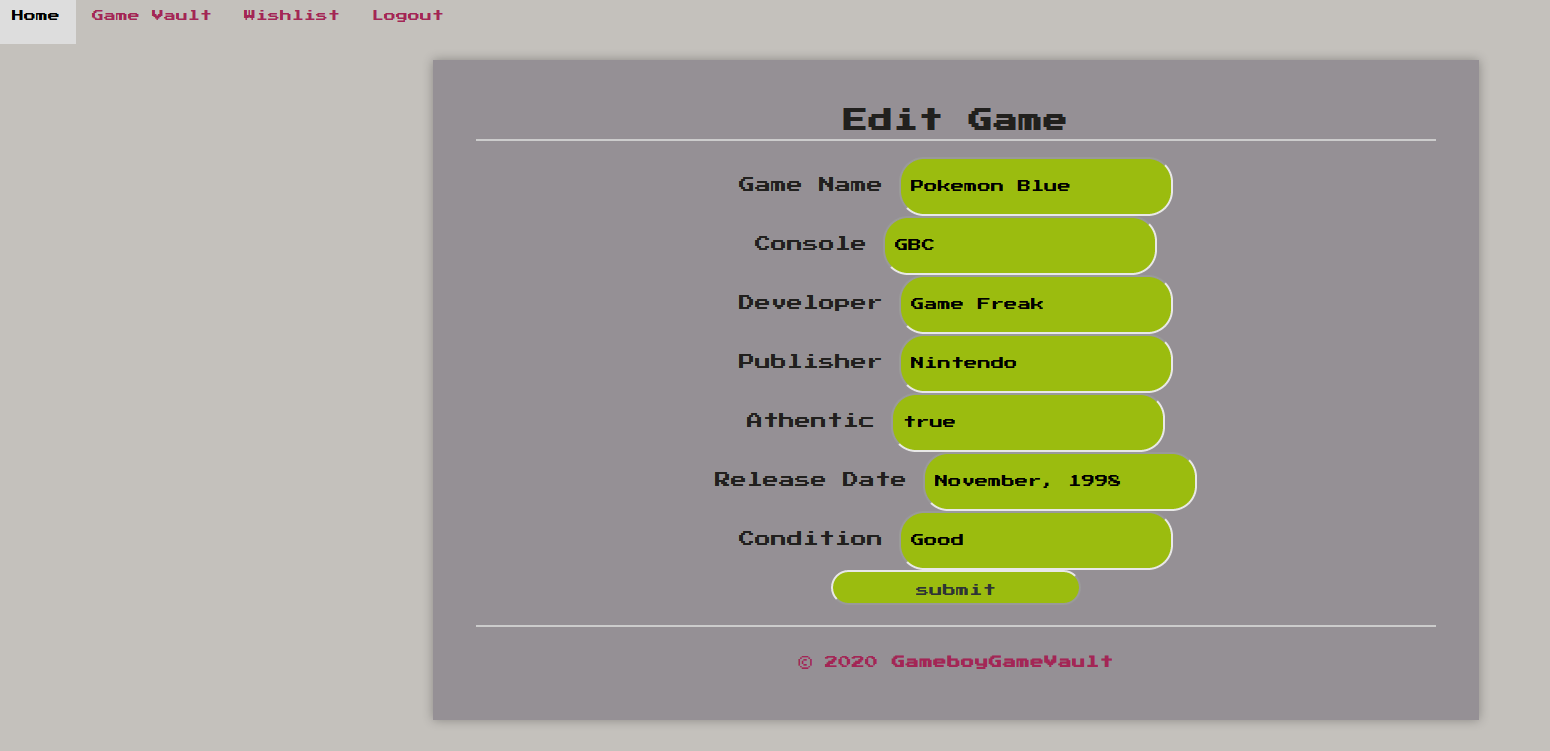 Home Game Vault Wishlist Logout
Edit Game
Game Name Pokemon Blue
Console GBC
Developer Game Freak
Publisher Nintendo
Athentic true
Release Date November, 1998
Condition Good
submit
© 2020 GameboyGameVault